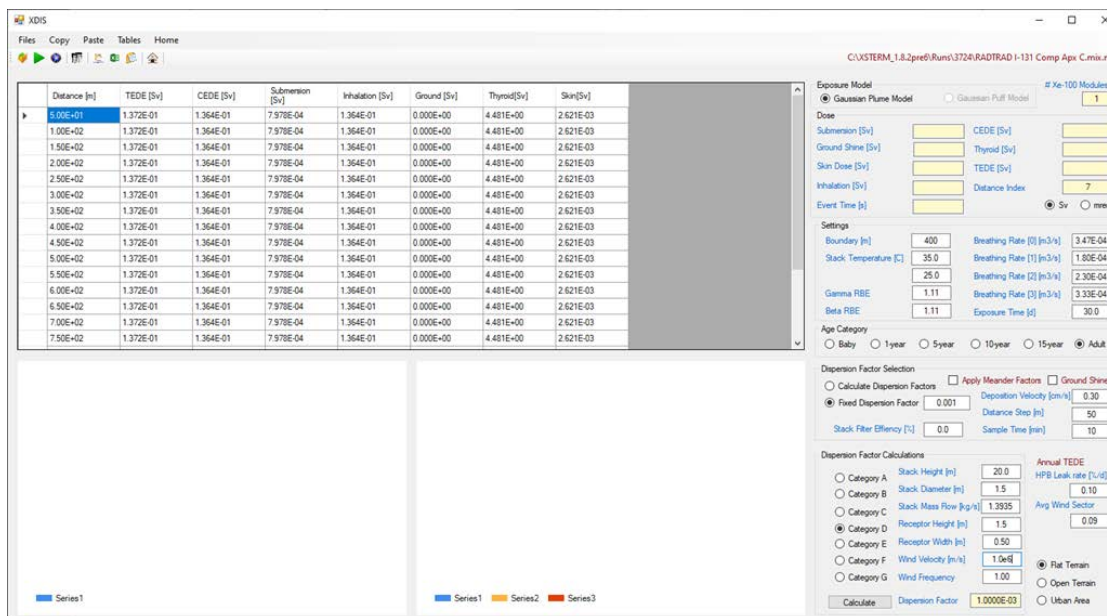 XDIS
Files Copy Paste Tables Home
C:\XSTERM_1.8.2pre6\Runs\3724\RADTRAD I-131 Comp Apx C.mix.r
Distance [m] TEDE [Sv] CEDE [Sv] Submersion [Sv] Inhalation [Sv] Ground [Sv] Thyroid[Sv] Skin[Sv]
5.00E+01 1.372E-01 1.364E-01 7.978E-04 1.364E-01 0.000E+00 4.481E+00 2.621E-03
1.00E+02 1.372E-01 1.364E-01 7.978E-04 1.364E-01 0.000E+00 4.481E+00 2.621E-03
1.50E+02 1.372E-01 1.364E-01 7.978E-04 1.364E-01 0.000E+00 4.481E+00 2.621E-03
2.00E+02 1.372E-01 1.364E-01 7.978E-04 1.364E-01 0.000E+00 4.481E+00 2.621E-03
2.50E+02 1.372E-01 1.364E-01 7.978E-04 1.364E-01 0.000E+00 4.481E+00 2.621E-03
3.00E+02 1.372E-01 1.364E-01 7.978E-04 1.364E-01 0.000E+00 4.481E+00 2.621E-03
3.50E+02 1.372E-01 1.364E-01 7.978E-04 1.364E-01 0.000E+00 4.481E+00 2.621E-03
4.00E+02 1.372E-01 1.364E-01 7.978E-04 1.364E-01 0.000E+00 4.481E+00 2.621E-03
4.50E+02 1.372E-01 1.364E-01 7.978E-04 1.364E-01 0.000E+00 4.481E+00 2.621E-03
5.00E+02 1.372E-01 1.364E-01 7.978E-04 1.364E-01 0.000E+00 4.481E+00 2.621E-03
5.50E+02 1.372E-01 1.364E-01 7.978E-04 1.364E-01 0.000E+00 4.481E+00 2.621E-03
6.00E+02 1.372E-01 1.364E-01 7.978E-04 1.364E-01 0.000E+00 4.481E+00 2.621E-03
6.50E+02 1.372E-01 1.364E-01 7.978E-04 1.364E-01 0.000E+00 4.481E+00 2.621E-03
7.00E+02 1.372E-01 1.364E-01 7.978E-04 1.364E-01 0.000E+00 4.481E+00 2.621E-03
7.50E+02 1.372E-01 1.364E-01 7.978E-04 1.364E-01 0.000E+00 4.481E+00 2.621E-03
Series1
Series1 Series2 Series3
Exposure Model # Xe-100 Modules
Gaussian Plume Model Gaussian Puff Model 1
Dose
Submersion [Sv] CEDE [Sv]
Ground Shine [Sv] Thyroid [Sv]
Skin Dose [Sv] TEDE [Sv]
Inhalation [Sv] Distance Index 7
Event Time [s] Sv mre
Settings
Boundary [m] 400 Breathing Rate [0] [m3/s] 3.47E-04
Stack Temperature [C] 35.0 Breathing Rate [1] [m3/s] 1.80E-04
25.0 Breathing Rate [2] [m3/s] 2.30E-04
Gamma RBE 1.11 Breathing Rate [3] [m3/s] 3.33E-04
Beta RBE 1.11 Exposure Time [d] 30.0
Age Category
Baby 1-year 5-year 10-year 15-year Adult
Dispersion Factor Selection
Calculate Dispersion Factors Apply Meander Factors Ground Shine
Fixed Dispersion Factor 0.001 Deposition Velocity [cm/s] 0.30
Distance Step [m] 50
Stack Filter Effiency [%] 0.0 Sample Time [min] 10
Dispersion Factor Calculations
Category A Stack Height [m] 20.0
Category B Stack Diameter [m] 1.5
Category C Stack Mass Flow [kg/s] 1.3935
Category D Receptor Height [m] 1.5
Category E Receptor Width [m] 0.50
Category F Wind Velocity [m/s] 1.0e6
Category G Wind Frequency 1.00
Calculate Dispersion Factor 1.0000E-03
Annual TEDE
HPB Leak rate [%/d]
0.10
Avg Wind Sector
0.09
Flat Terrain
Open Terrain
Urban Area